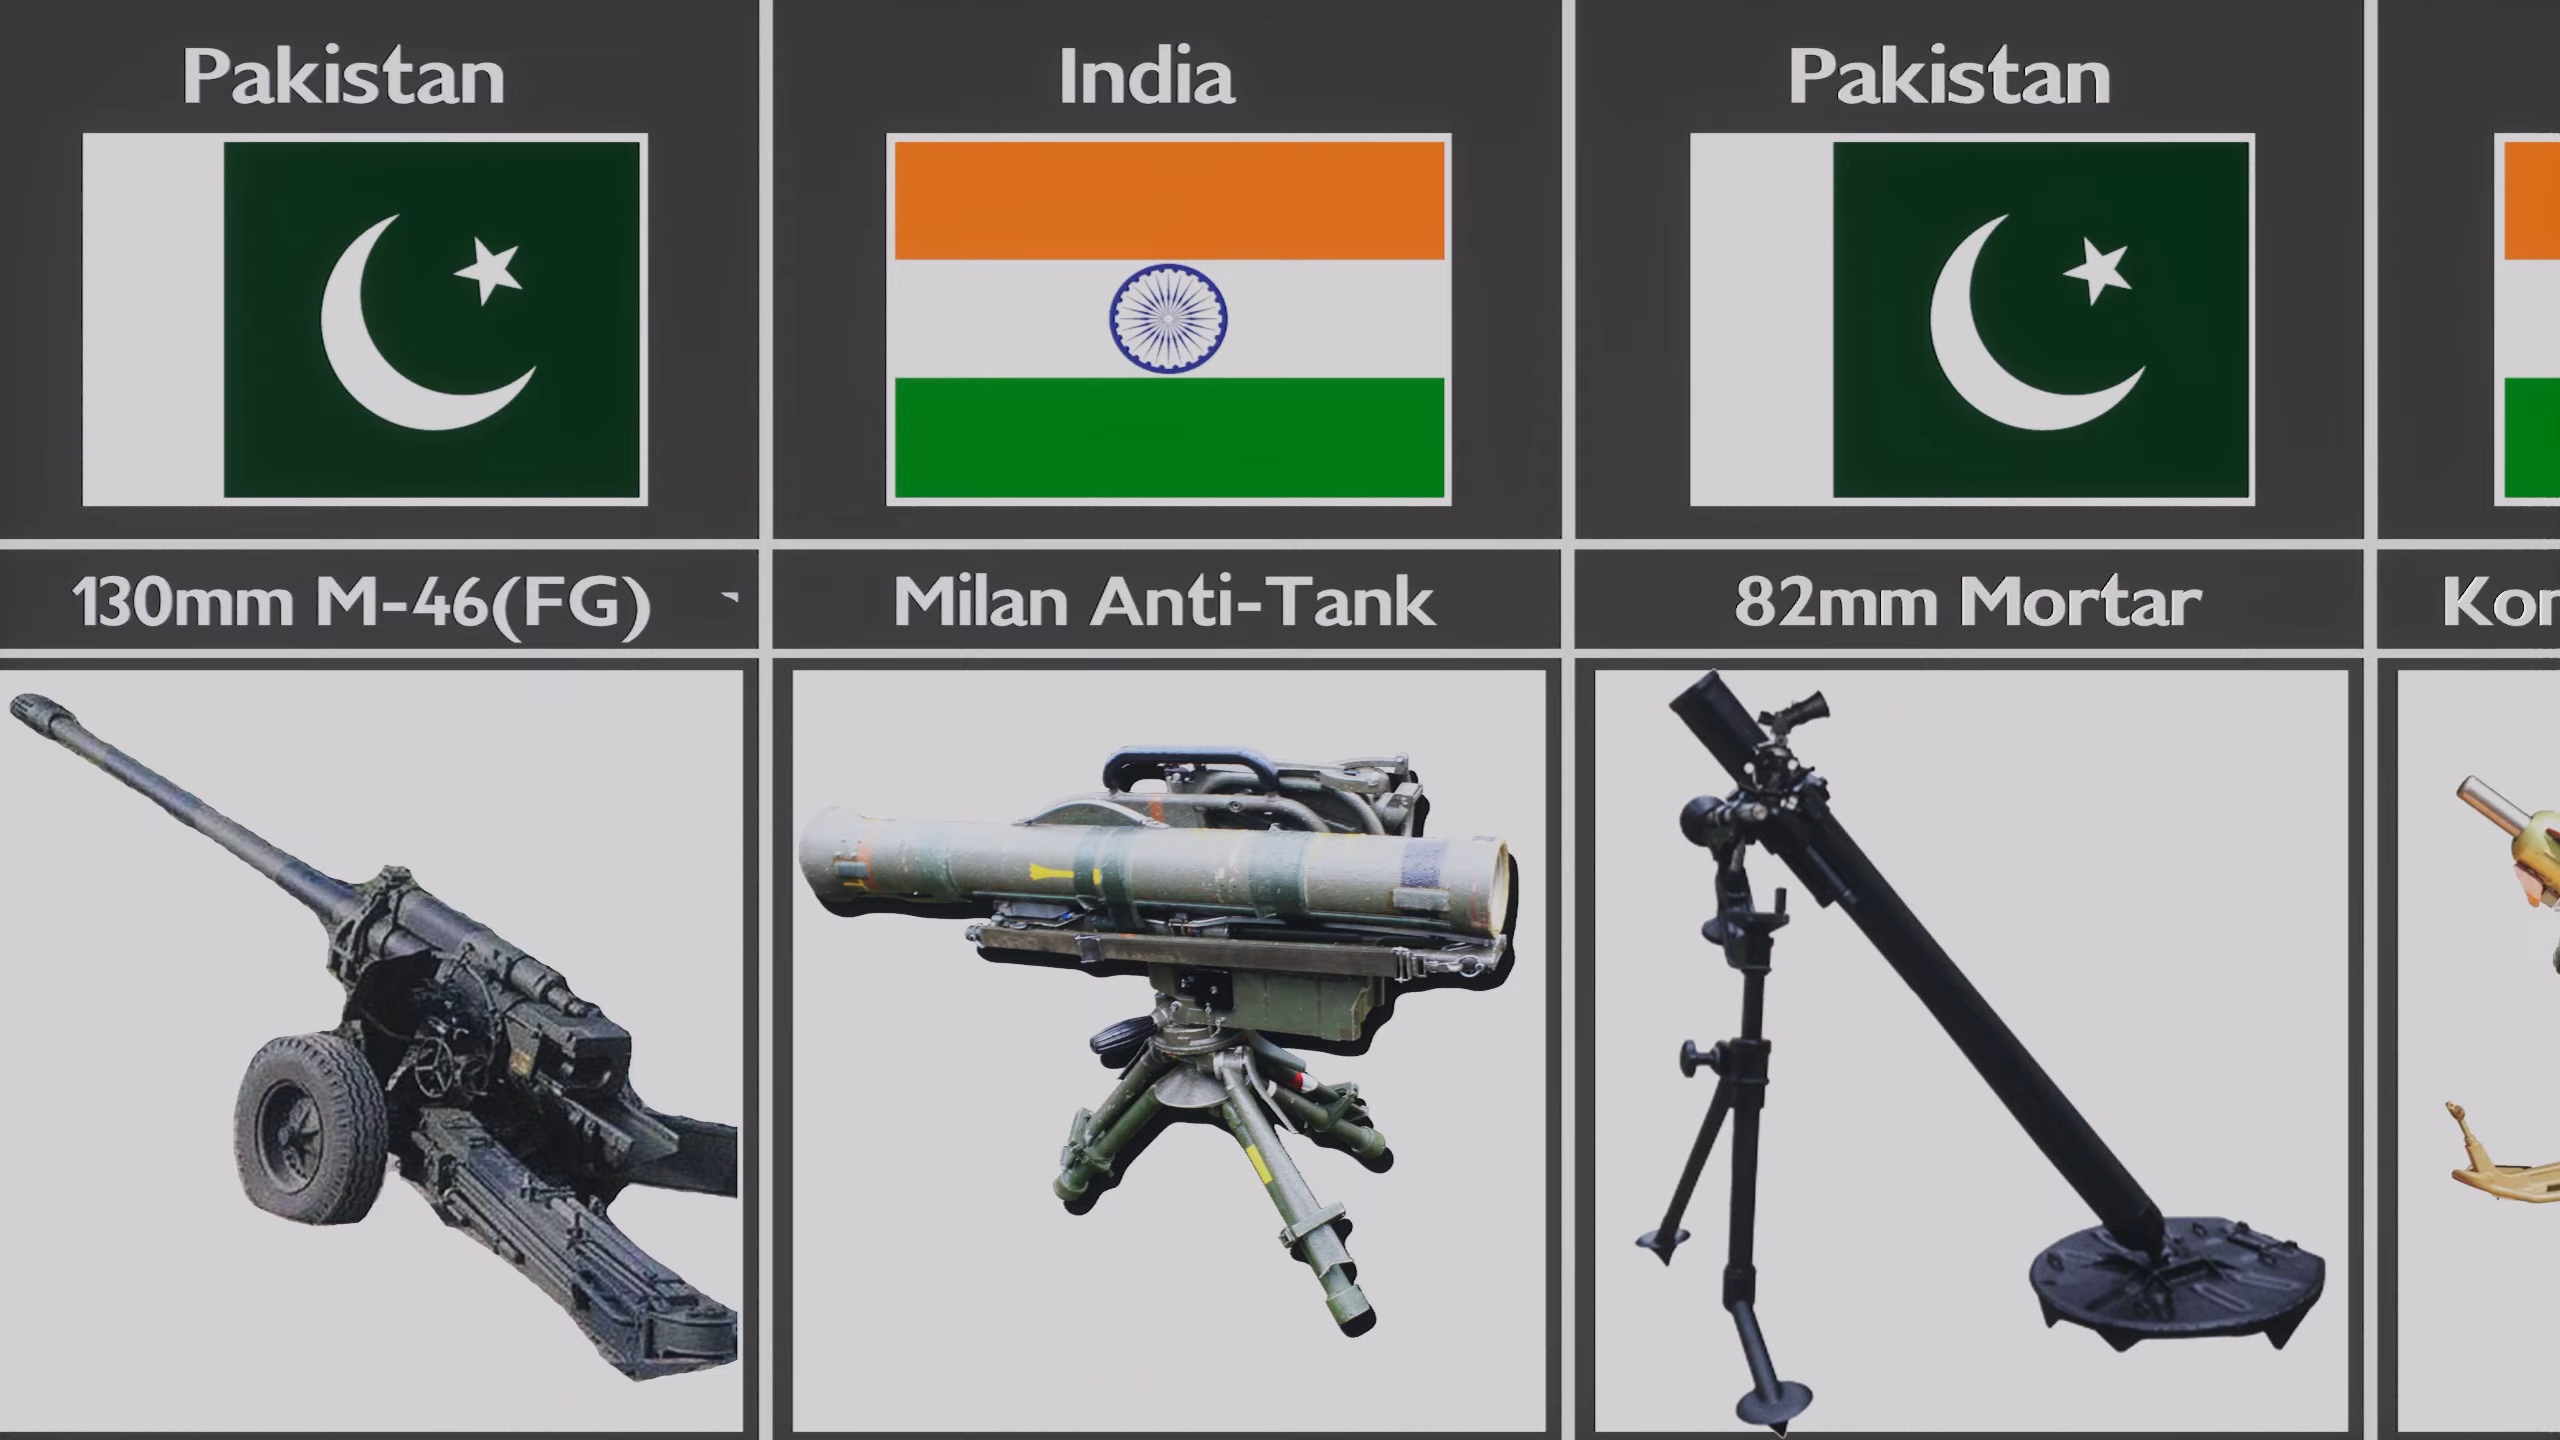 Pakistan
India
Pakistan
130mm M-46(FG)
Milan Anti-Tank
82mm Mortar